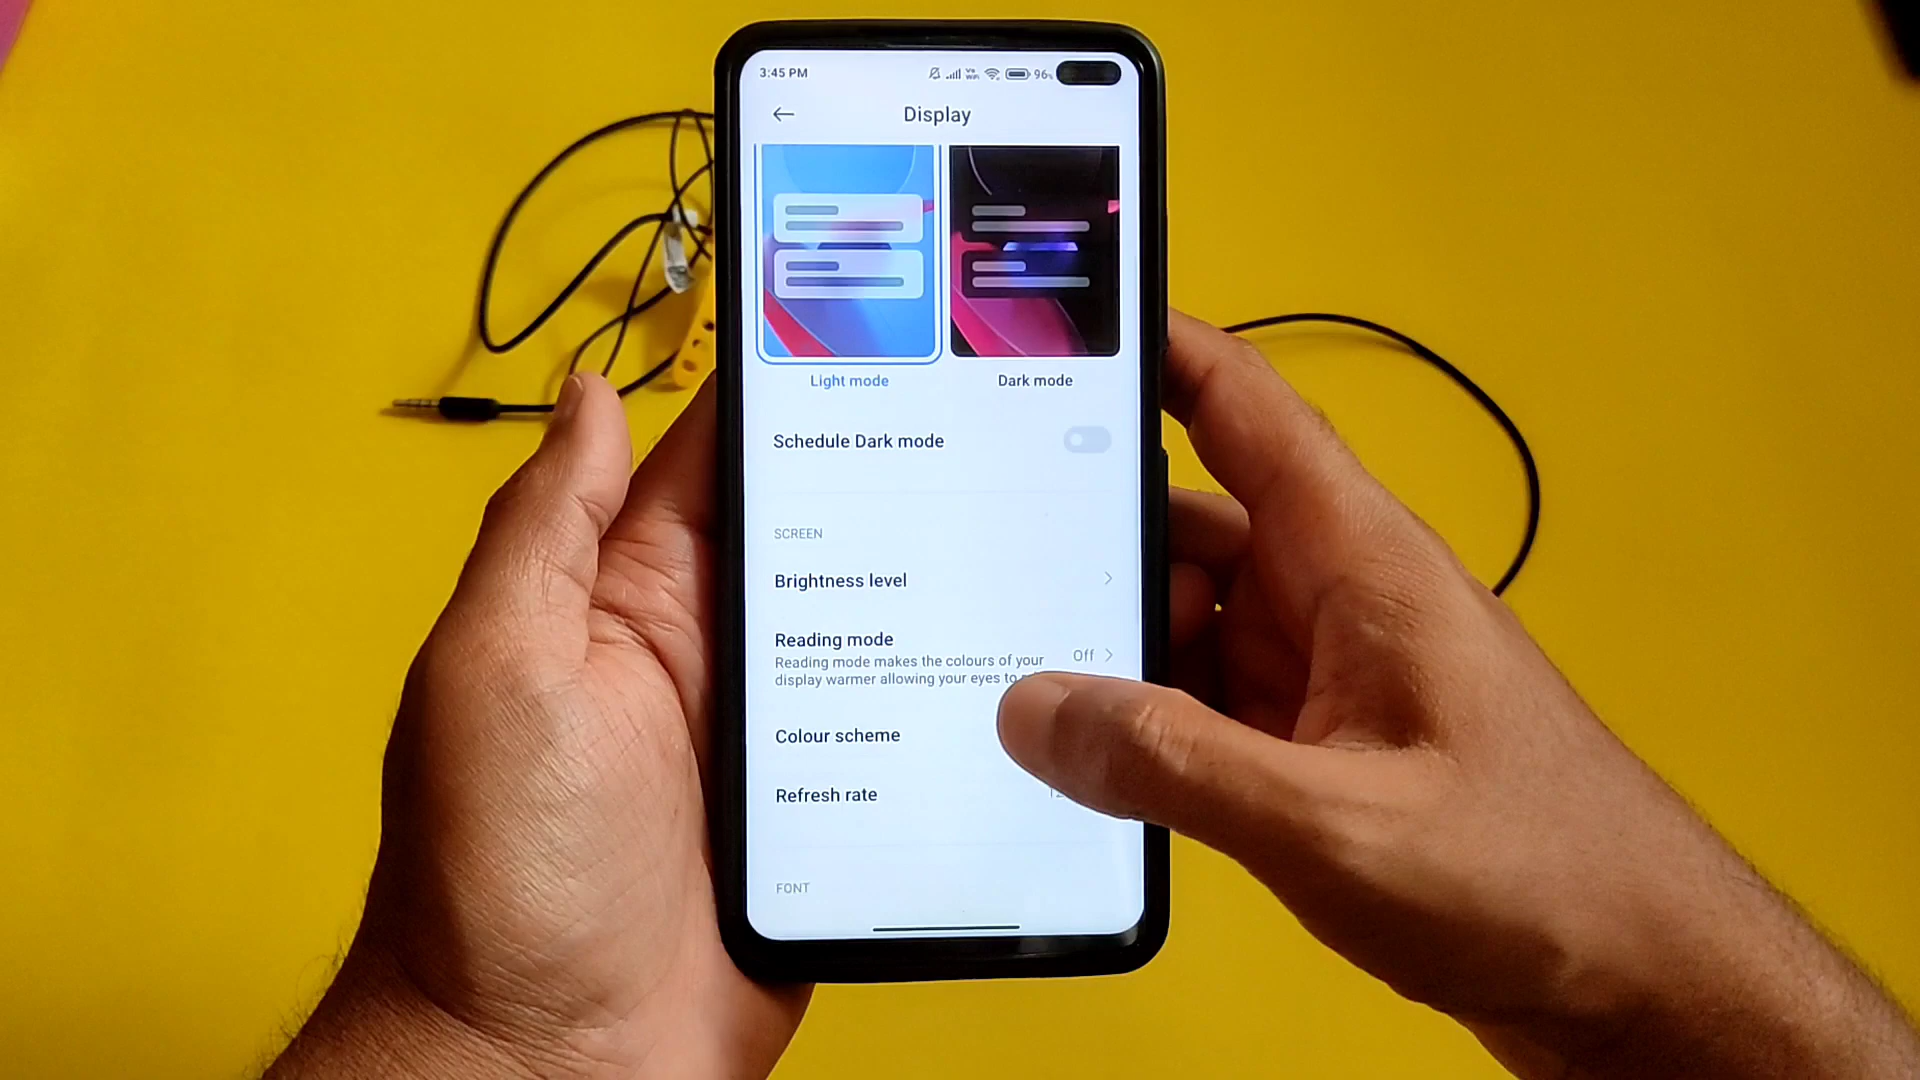 3:45 PM
96%
Display
Light mode
Dark mode
Schedule Dark mode
SCREEN
Brightness level
Reading mode
Reading mode makes the colours of your
display warmer allowing your eyes to
Off
Colour scheme
Refresh rate
FONT